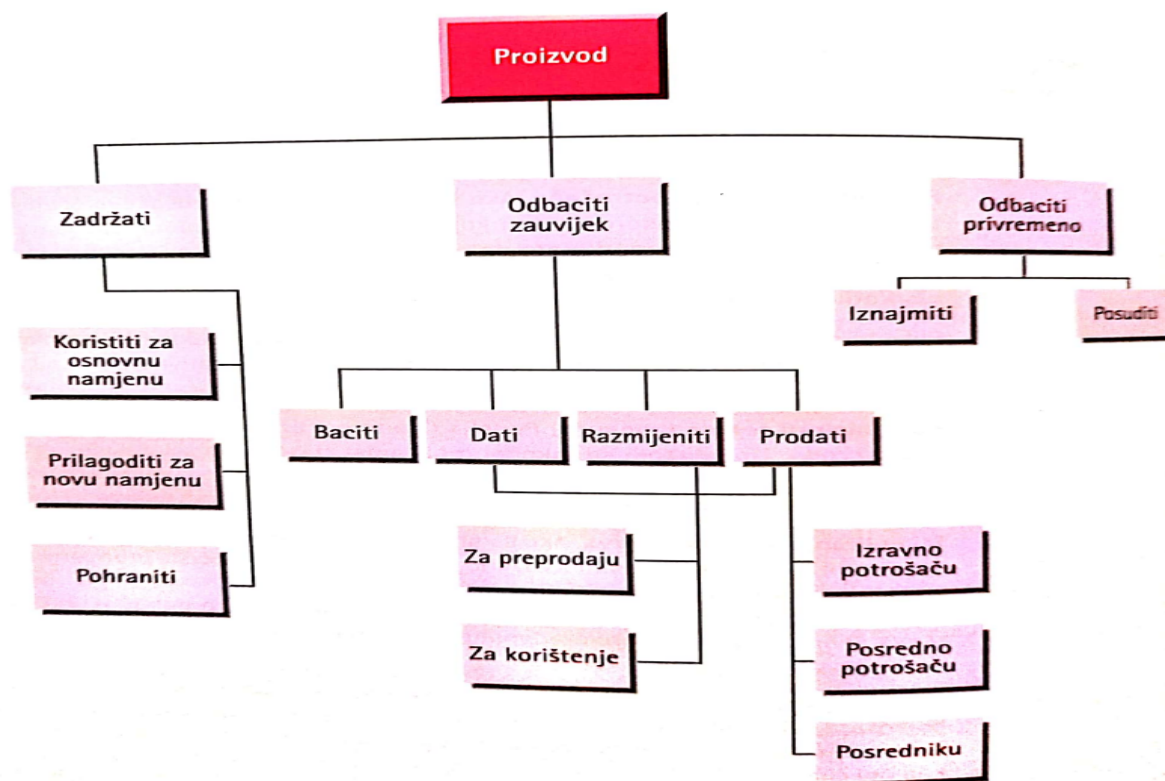 Proizvod
Zadržati
Odbaciti
zauvijek
Odbaciti
privremeno
Iznajmiti
Posuditi
Koristiti za
osnovnu
namjenu
Prilagoditi za
novu namjenu
Pohraniti
Baciti
Dati
Razmijeniti
Prodati
Za preprodaju
Za korištenje
Izravno
potrošaču
Posredno
potrošaču
Posredniku